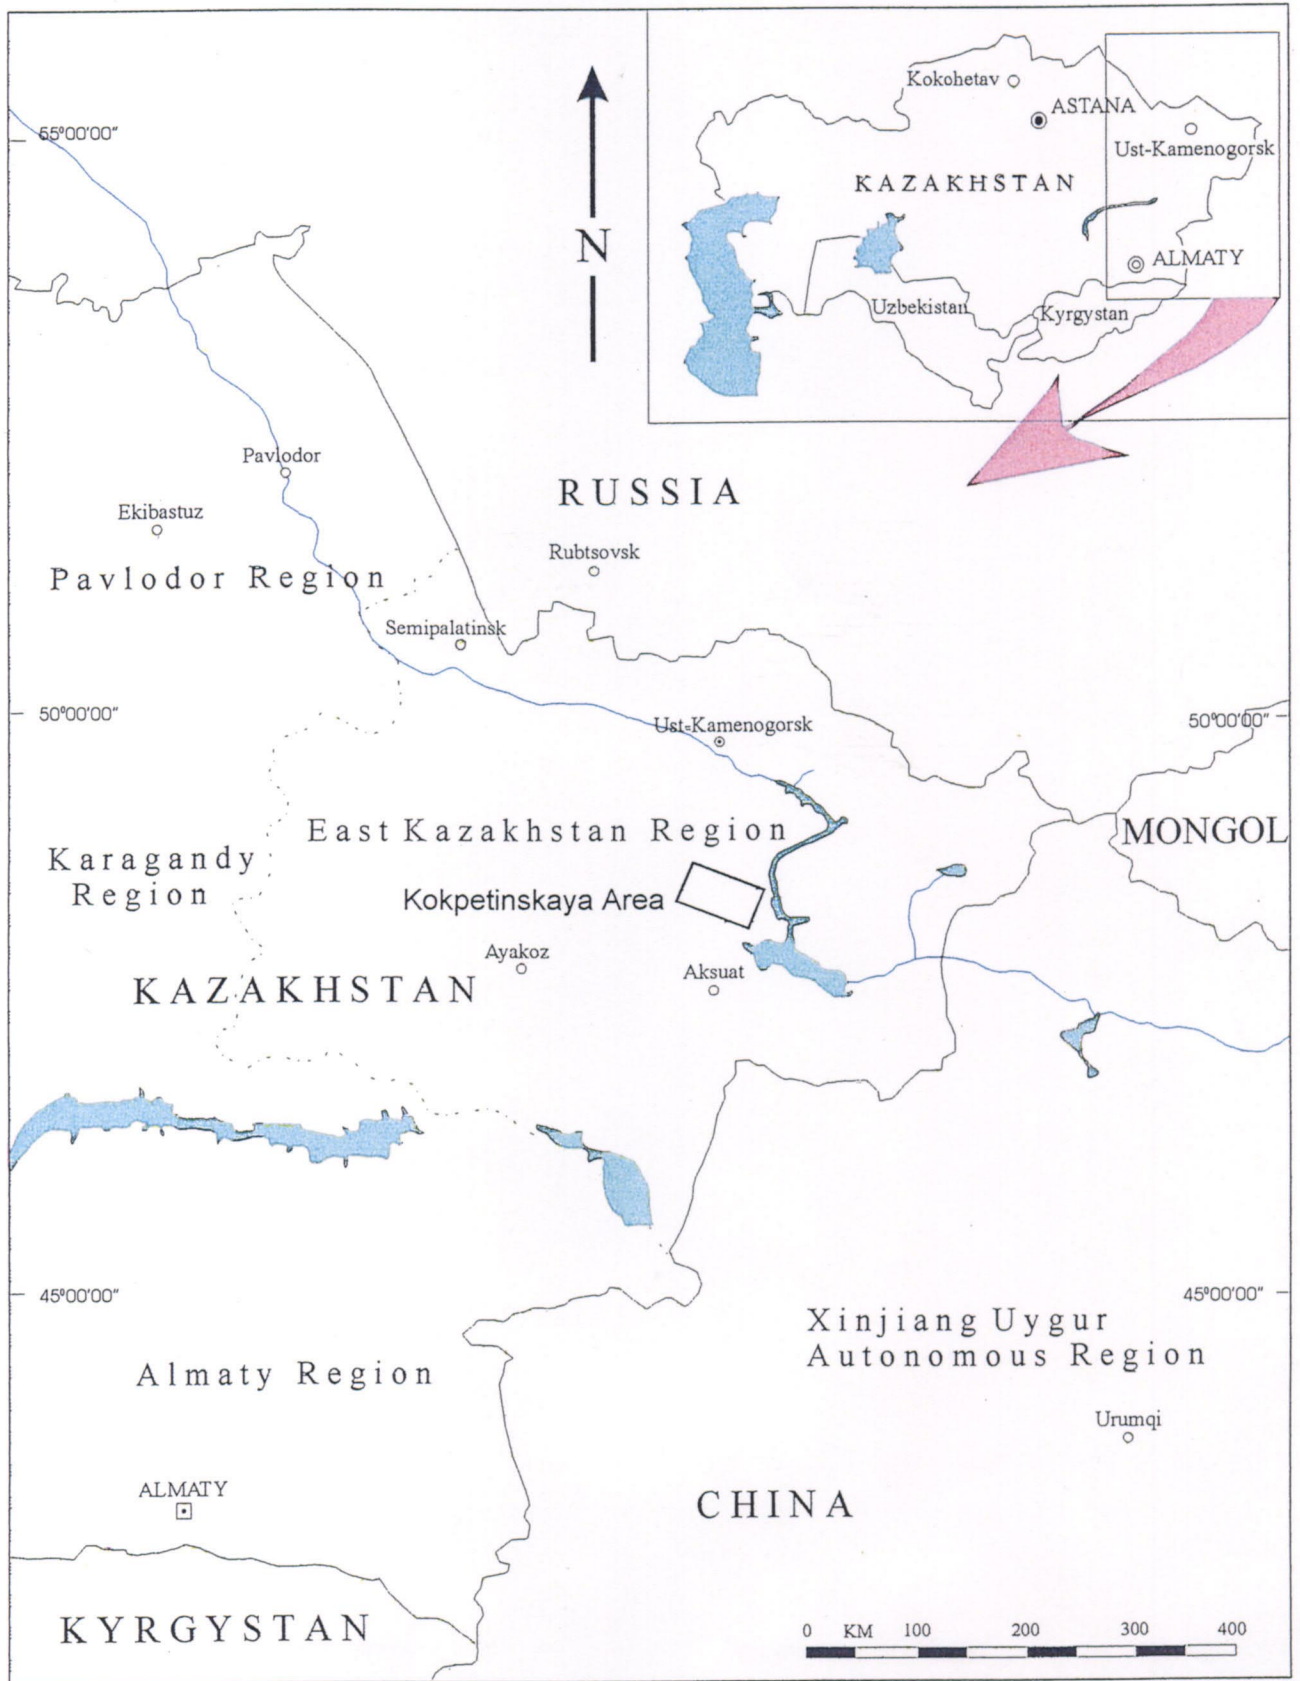 Kokohetav
ASTANA
Ust-Kamenogorsk
KAZAKHSTAN
ALMATY
Uzbekistan
Kyrgystan
55°00'00"
N
Pavlodor
RUSSIA
Ekibastuz
Rubtsovsk
Pavlodor Region
Semipalatinsk
50°00'00"
50°00'00"
Ust-Kamenogorsk
East Kazakhstan Region
MONGOL
Karagandy
Region
Kokpetinskaya Area
Ayakoz
Aksuat
KAZAKHSTAN
45°00'00"
45°00'00"
Xinjiang Uygur
Autonomous Region
Almaty Region
Urumqi
ALMATY
CHINA
KYRGYSTAN
0 KM 100 200 300 400